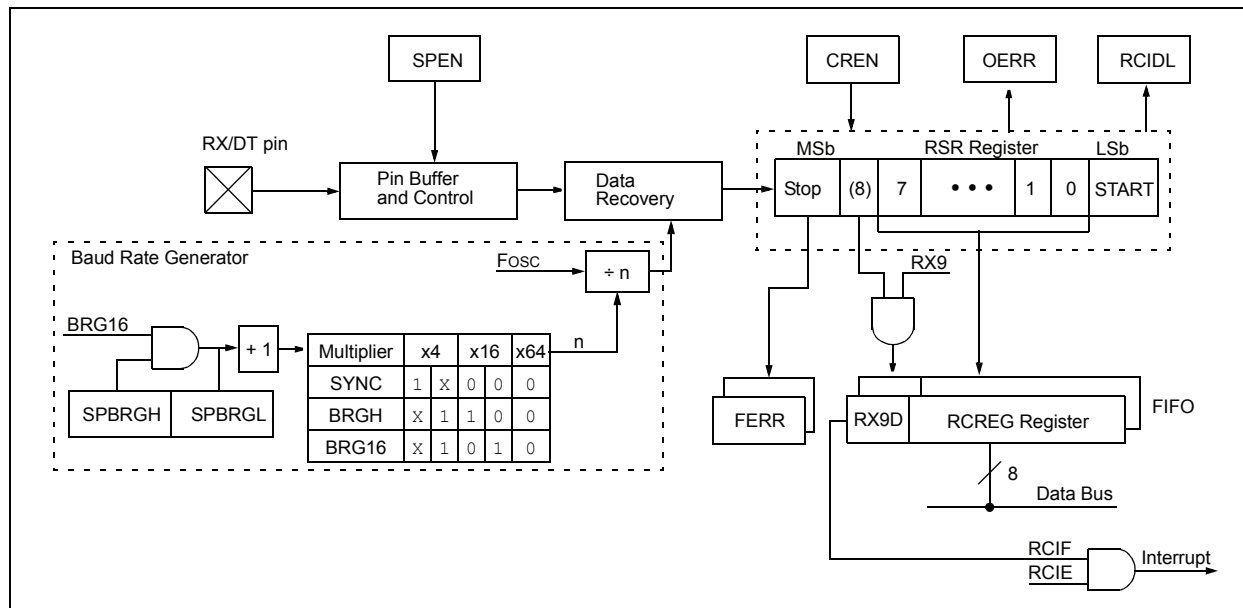 SPEN
CREN
OERR
RCIDL
RX/DT pin
MSb
RSR Register
LSb
Pin Buffer
and Control
Data
Recovery
Stop
(8)
7
• • •
1
0
START
Baud Rate Generator
FOSC
÷ n
RX9
BRG16
+ 1
n
Multiplier x4 x16 x64
SYNC 1 X 0 0 0
BRGH X 1 1 0 0
BRG16 X 1 0 1 0
SPBRGH
SPBRGL
FERR
RX9D
RCREG Register
FIFO
8
Data Bus
RCIF
RCIE
Interrupt